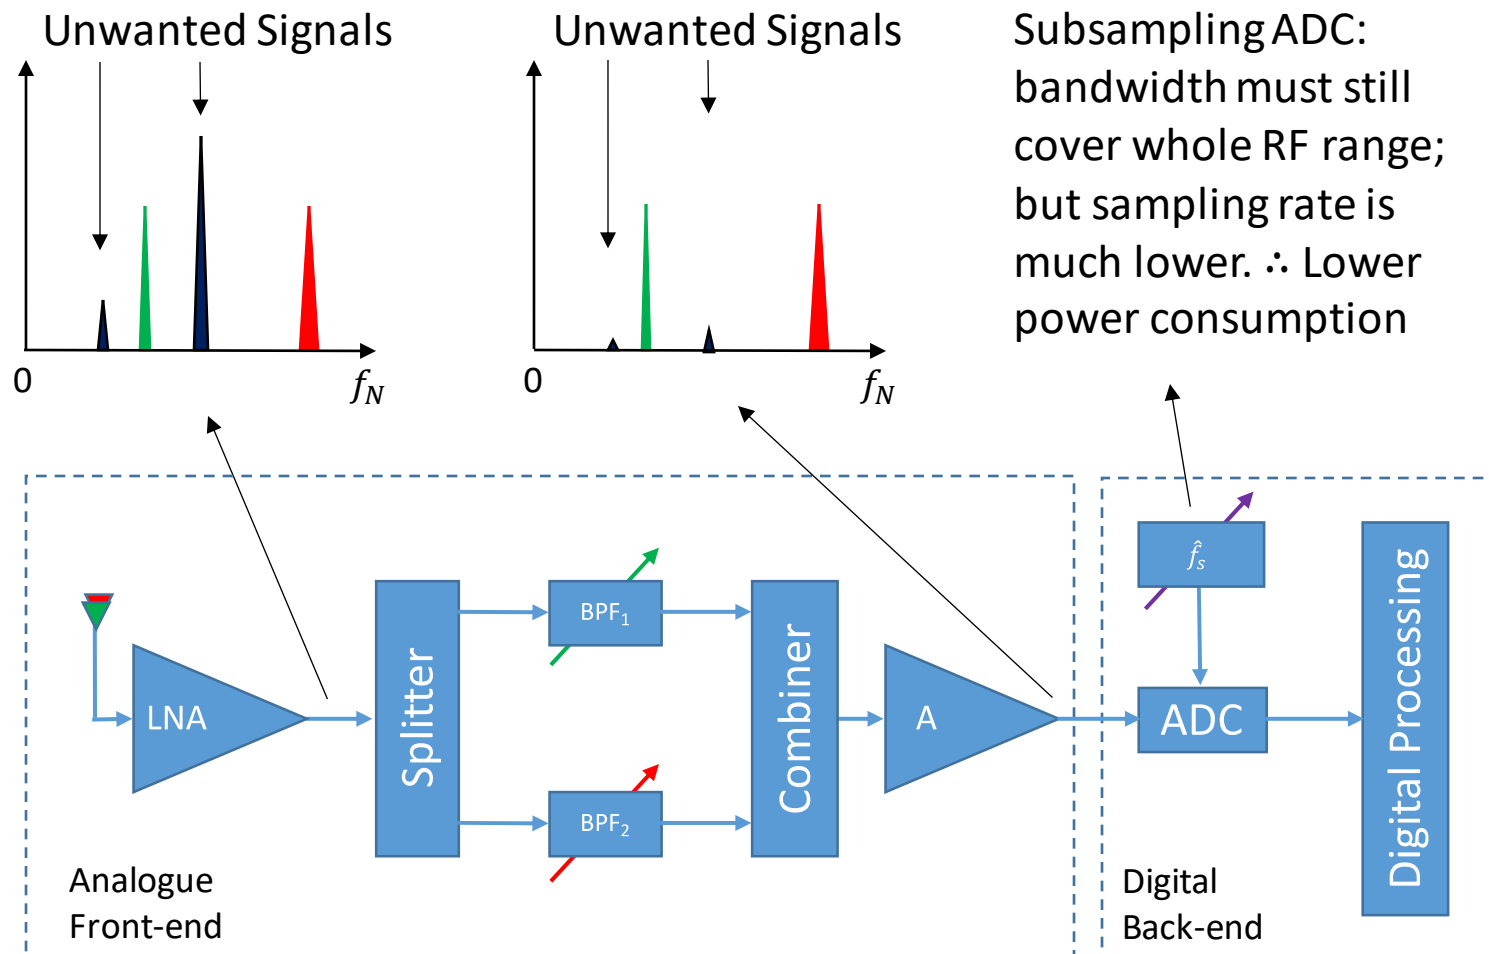 Unwanted Signals
Unwanted Signals
Subsampling ADC:
bandwidth must still
cover whole RF range;
but sampling rate is
much lower. ∴ Lower
power consumption
0
f_N
0
f_N
f̂_s
BPF₁
LNA
Splitter
Combiner
A
ADC
Digital Processing
BPF₂
Analogue
Front-end
Digital
Back-end